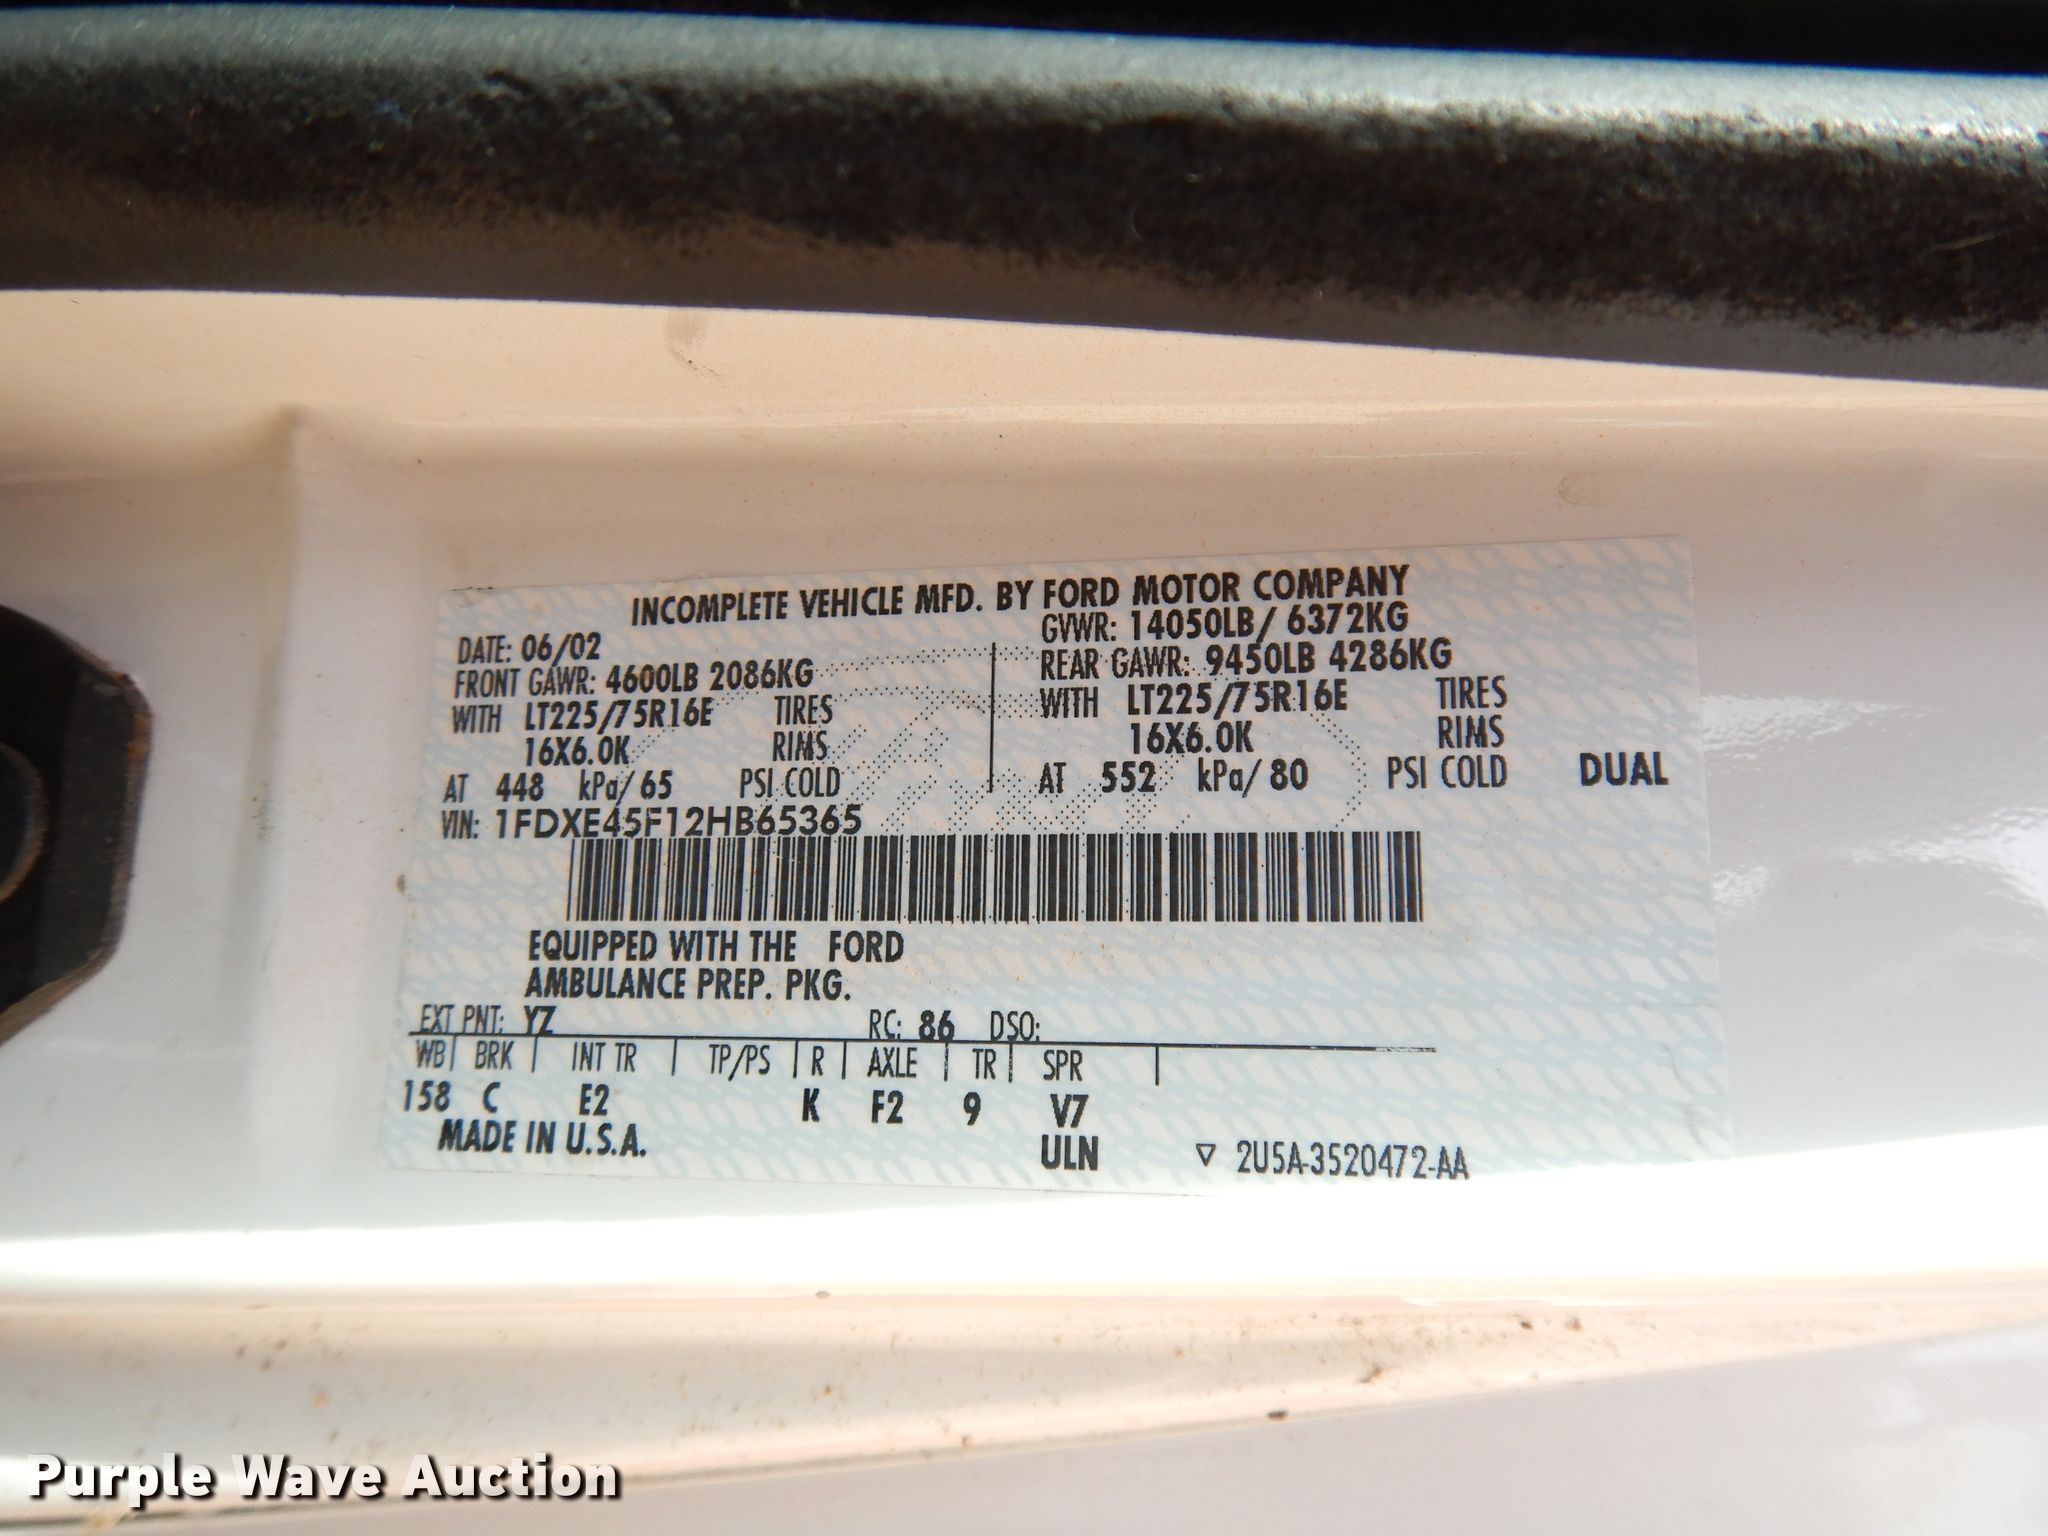 INCOMPLETE VEHICLE MFD. BY FORD MOTOR COMPANY
DATE: 06/02 GVWR: 14050LB/ 6372KG
FRONT GAWR: 4600LB 2086KG REAR GAWR: 9450LB 4286KG
WITH LT225/75R16E TIRES WITH LT225/75R16E TIRES
16X6.0K RIMS 16X6.0K RIMS
AT 448 kPa/ 65 PSI COLD AT 552 kPa/ 80 PSI COLD DUAL
VIN: 1FDXE45F12HB65365
EQUIPPED WITH THE FORD
AMBULANCE PREP. PKG.
EXT PNT: YZ RC: 86 DSO:
WB| BRK | INT TR | TP/PS | R | AXLE | TR | SPR |
158 C E2 K F2 9 V7
MADE IN U.S.A. ULN ▽ 2U5A-3520472-AA
Purple Wave Auction